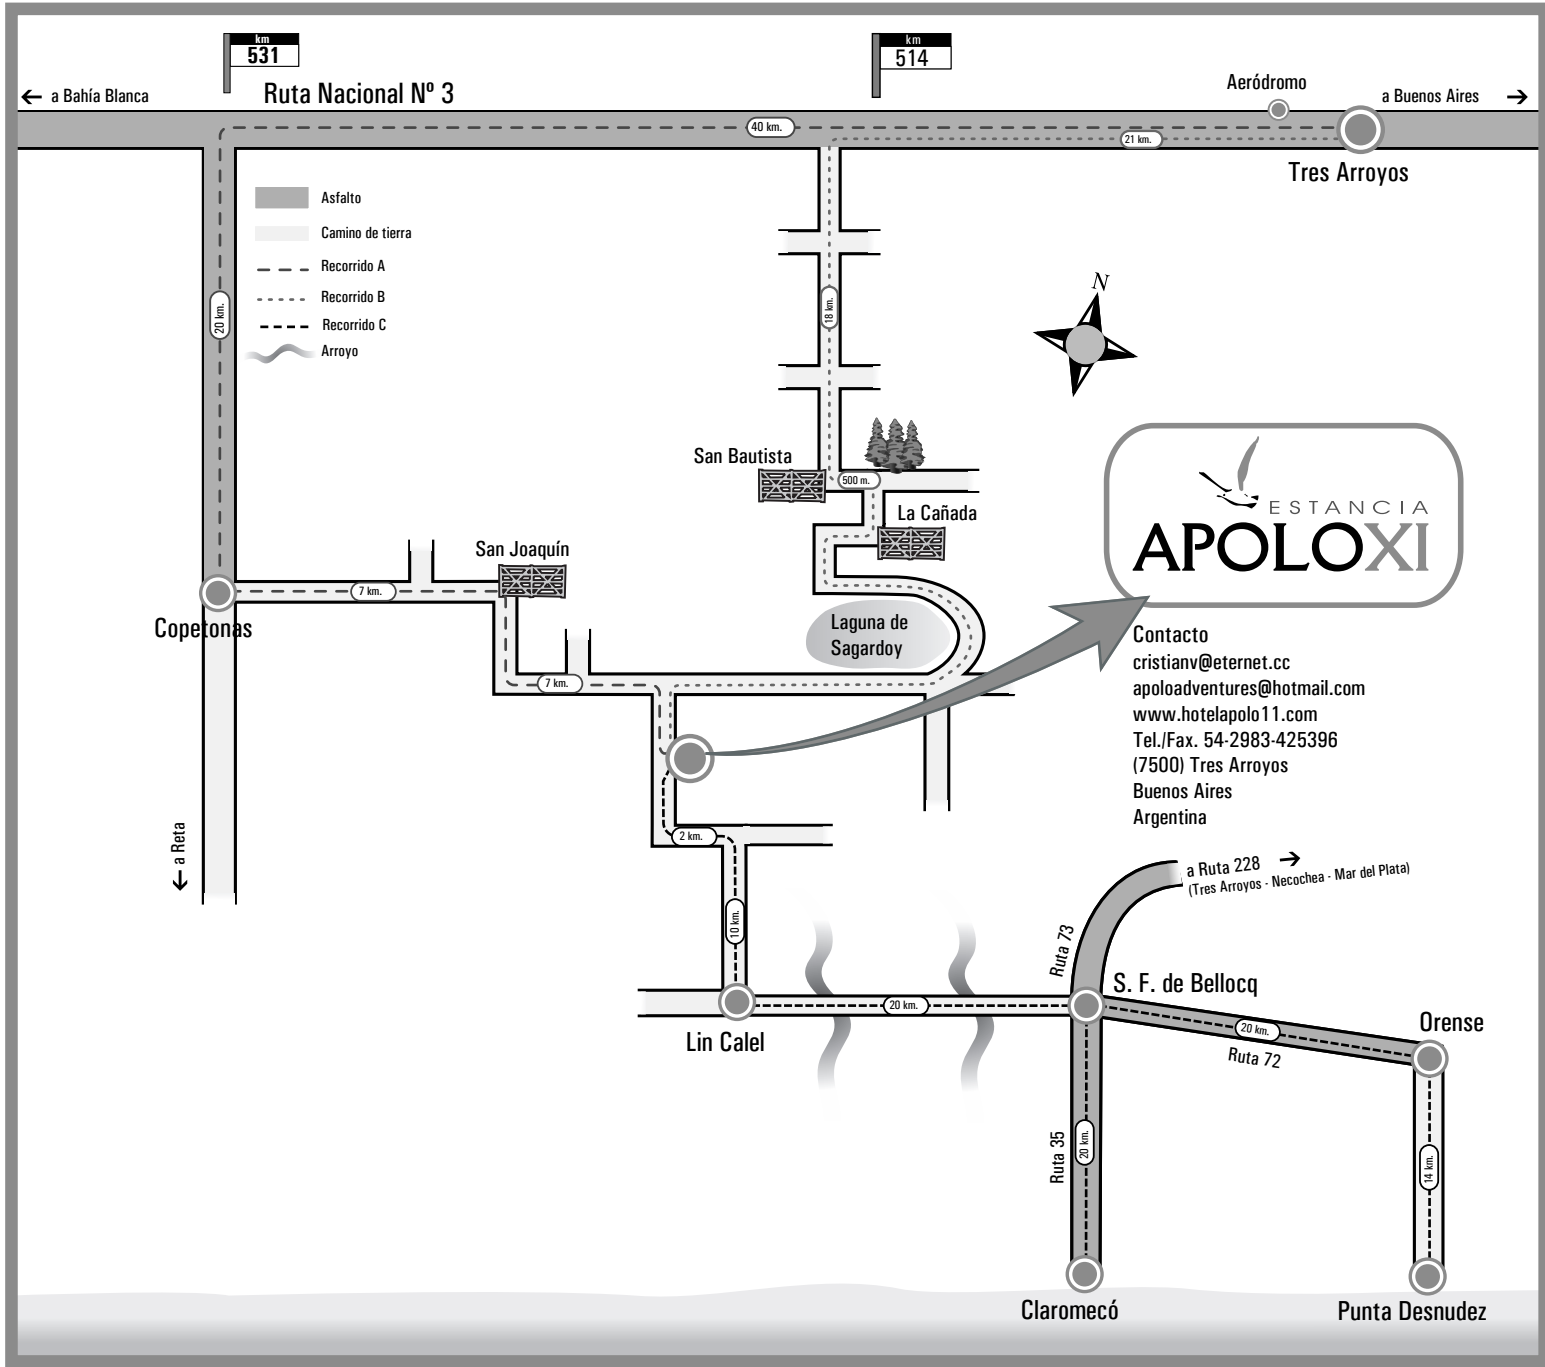 km
531
km
514
Ruta Nacional Nº 3
a Bahía Blanca
Aeródromo
a Buenos Aires
40 km.
21 km.
Tres Arroyos
Asfalto
Camino de tierra
Recorrido A
Recorrido B
Recorrido C
Arroyo
20 km.
18 km.
N
San Bautista
500 m.
La Cañada
ESTANCIA
APOLOXI
San Joaquín
7 km.
Copetonas
Laguna de
Sagardoy
7 km.
Contacto
cristianv@eternet.cc
apoloadventures@hotmail.com
www.hotelapolo11.com
Tel./Fax. 54-2983-425396
(7500) Tres Arroyos
Buenos Aires
Argentina
2 km.
a Reta
a Ruta 228
(Tres Arroyos - Necochea - Mar del Plata)
10 km.
Ruta 73
S. F. de Bellocq
20 km.
Lin Calel
20 km.
Ruta 72
Orense
Ruta 35
20 km.
14 km.
Claromecó
Punta Desnudez